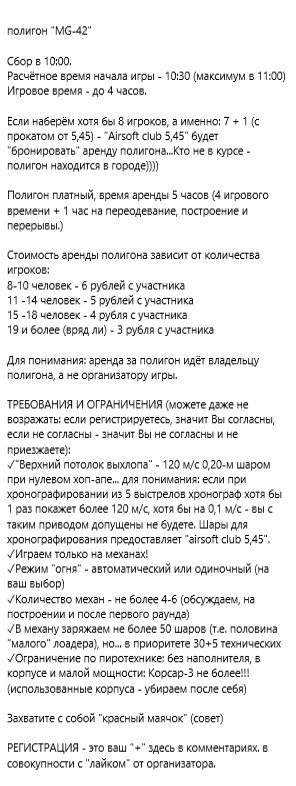 полигон "MG-42"
Сбор в 10:00.
Расчётное время начала игры - 10:30 (максимум в 11:00)
Игровое время - до 4 часов.
Если наберём хотя бы 8 игроков, а именно: 7 + 1 (с
прокатом от 5,45) - "Airsoft club 5,45" будет
"бронировать" аренду полигона...Кто не в курсе -
полигон находится в городе))))
Полигон платный, время аренды 5 часов (4 игрового
времени + 1 час на переодевание, построение и
перерывы.)
Стоимость аренды полигона зависит от количества
игроков:
8-10 человек - 6 рублей с участника
11 -14 человек - 5 рублей с участника
15 -18 человек - 4 рубля с участника
19 и более (вряд ли) - 3 рубля с участника
Для понимания: аренда за полигон идёт владельцу
полигона, а не организатору игры.
ТРЕБОВАНИЯ И ОГРАНИЧЕНИЯ (можете даже не
возражать: если регистрируетесь, значит Вы согласны,
если не согласны - значит Вы не согласны и не
приезжаете):
✓"Верхний потолок выхлопа" - 120 м/с 0,20-м шаром
при нулевом хоп-апе... для понимания: если при
хронографировании из 5 выстрелов хронограф хотя бы
1 раз покажет более 120 м/с, хотя бы на 0,1 м/с - вы с
таким приводом допущены не будете. Шары для
хронографирования предоставляет "airsoft club 5,45".
✓Играем только на механах!
✓Режим "огня" - автоматический или одиночный (на
ваш выбор)
✓Количество механ - не более 4-6 (обсуждаем, на
построении и после первого раунда)
✓В механу заряжаем не более 50 шаров (т.е. половина
"малого" лоадера), но... в приоритете 30+5 технических
✓Ограничение по пиротехнике: без наполнителя, в
корпусе и малой мощности: Корсар-3 не более!!!
(использованные корпуса - убираем после себя)
Захватите с собой "красный маячок" (совет)
РЕГИСТРАЦИЯ - это ваш "+" здесь в комментариях. в
совокупности с "лайком" от организатора.